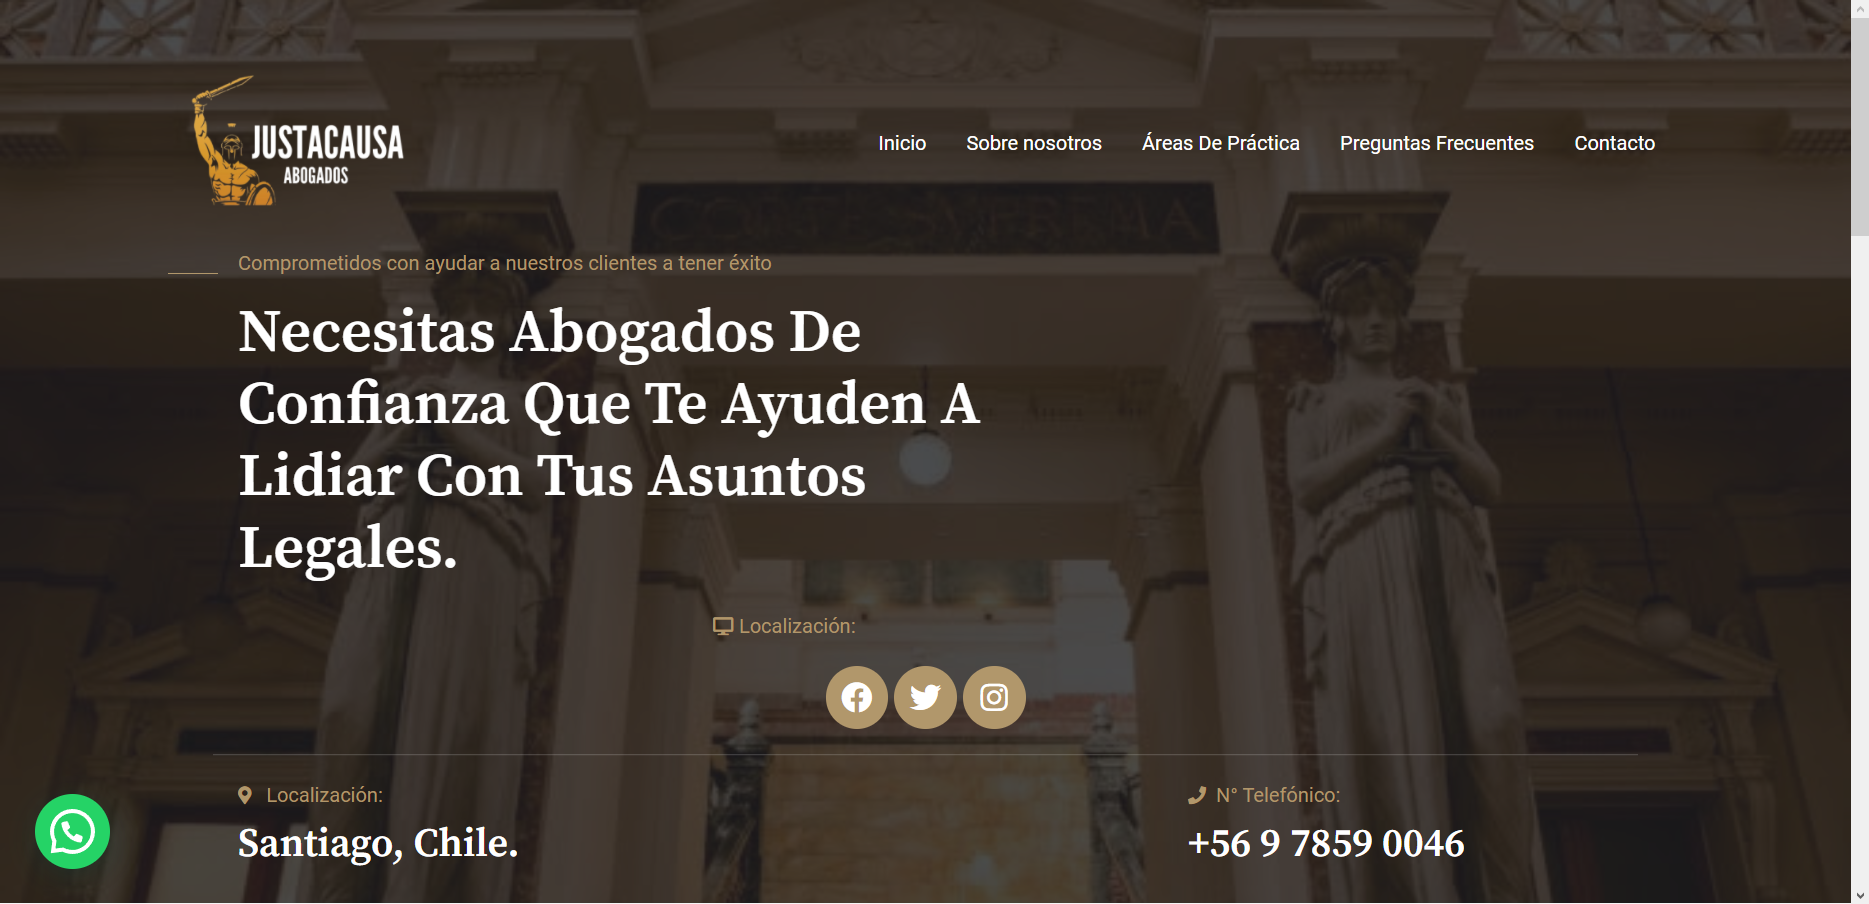 JUSTACAUSA
ABOGADOS
Inicio
Sobre nosotros
Áreas De Práctica
Preguntas Frecuentes
Contacto
CORTE SVPREMA
Comprometidos con ayudar a nuestros clientes a tener éxito
Necesitas Abogados De
Confianza Que Te Ayuden A
Lidiar Con Tus Asuntos
Legales.
Localización:
Localización:
Santiago, Chile.
N° Telefónico:
+56 9 7859 0046